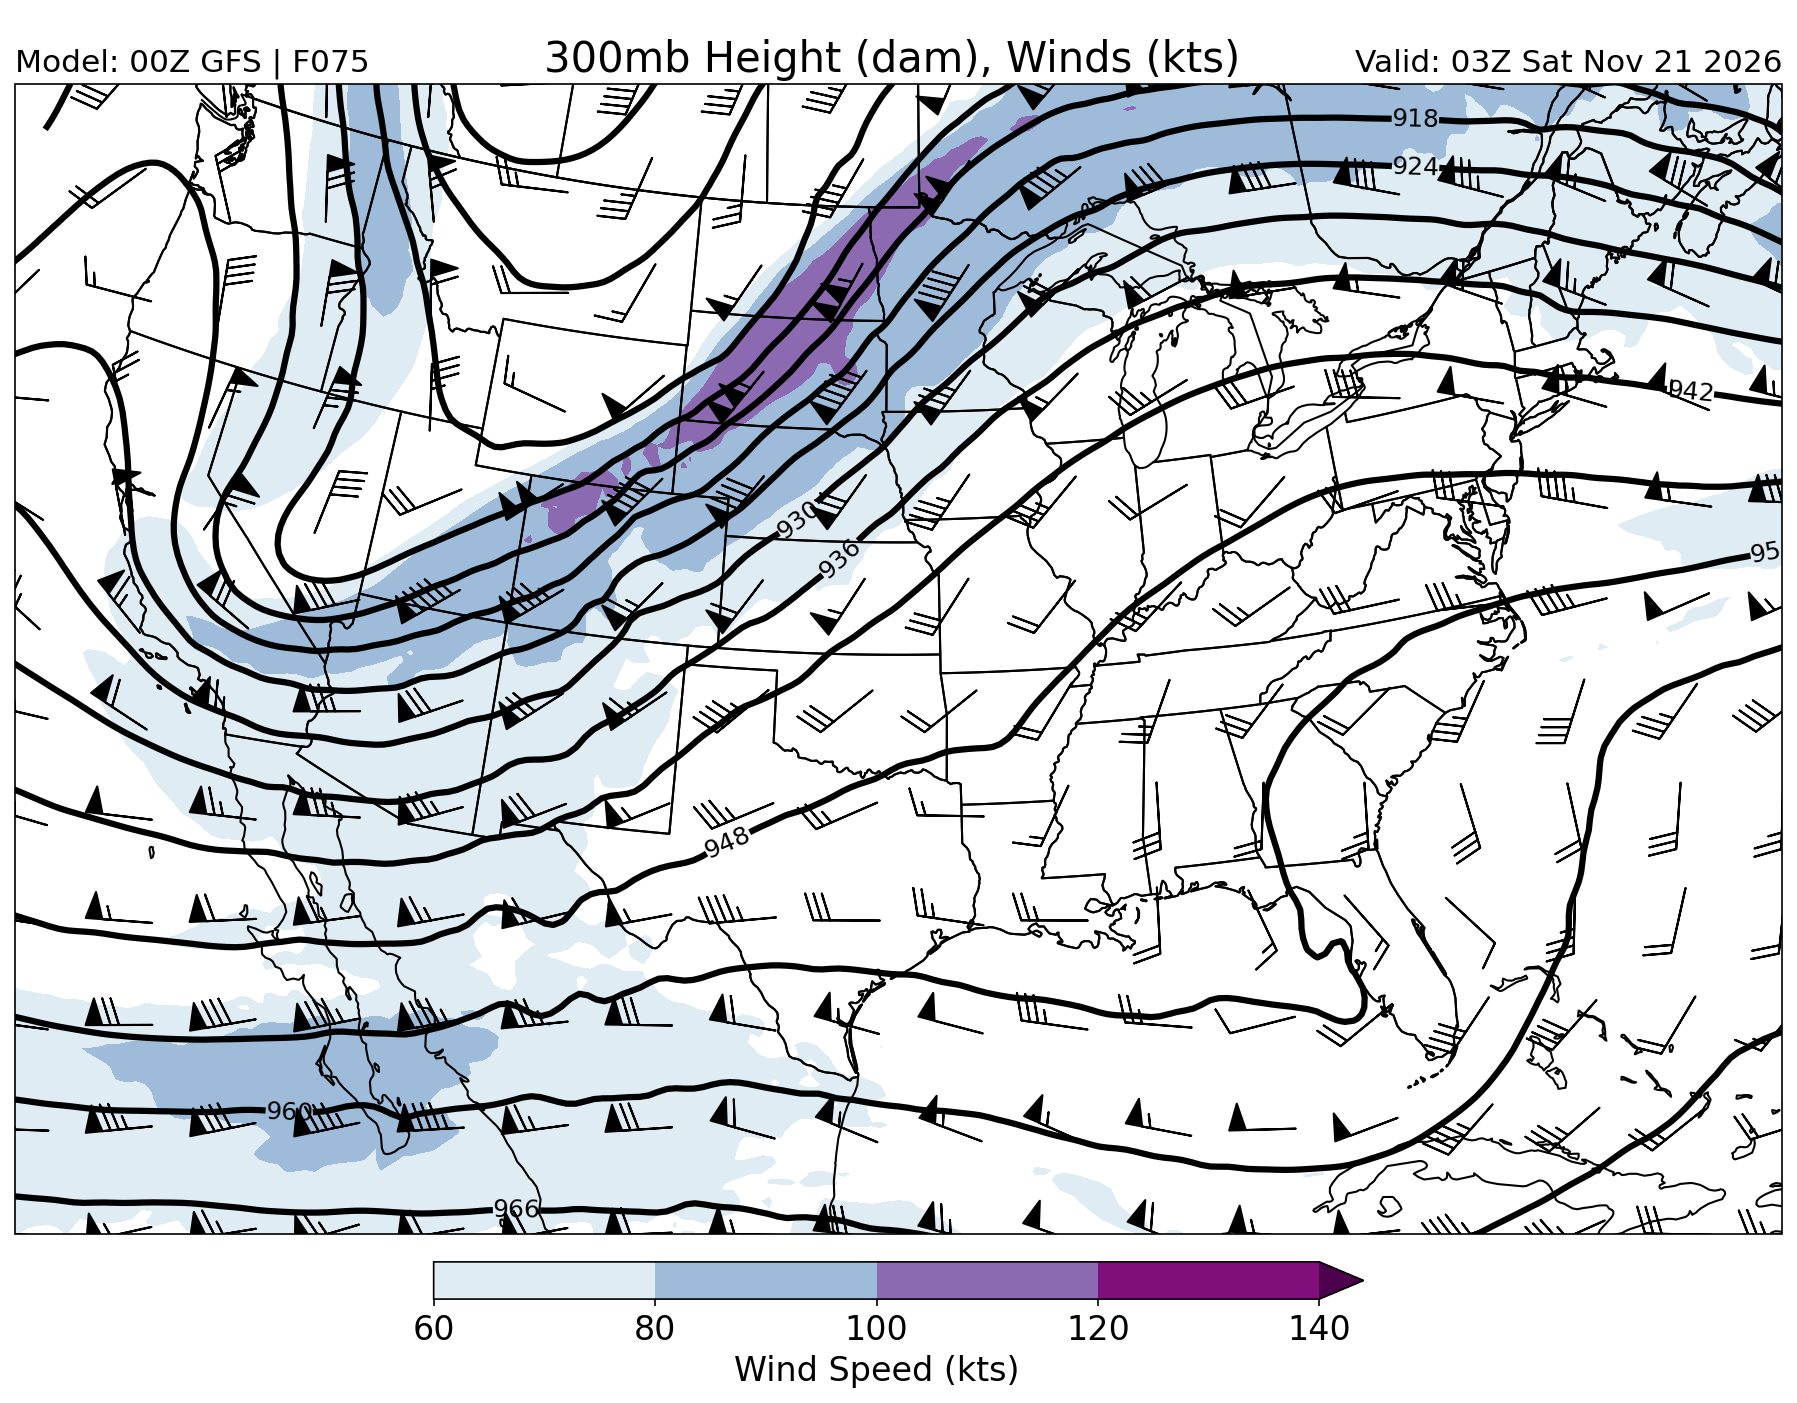 Model: 00Z GFS | F075
300mb Height (dam), Winds (kts)
Valid: 03Z Sat Nov 21 2026
918
924
942
930
936
95
948
960
966
60 80 100 120 140
Wind Speed (kts)